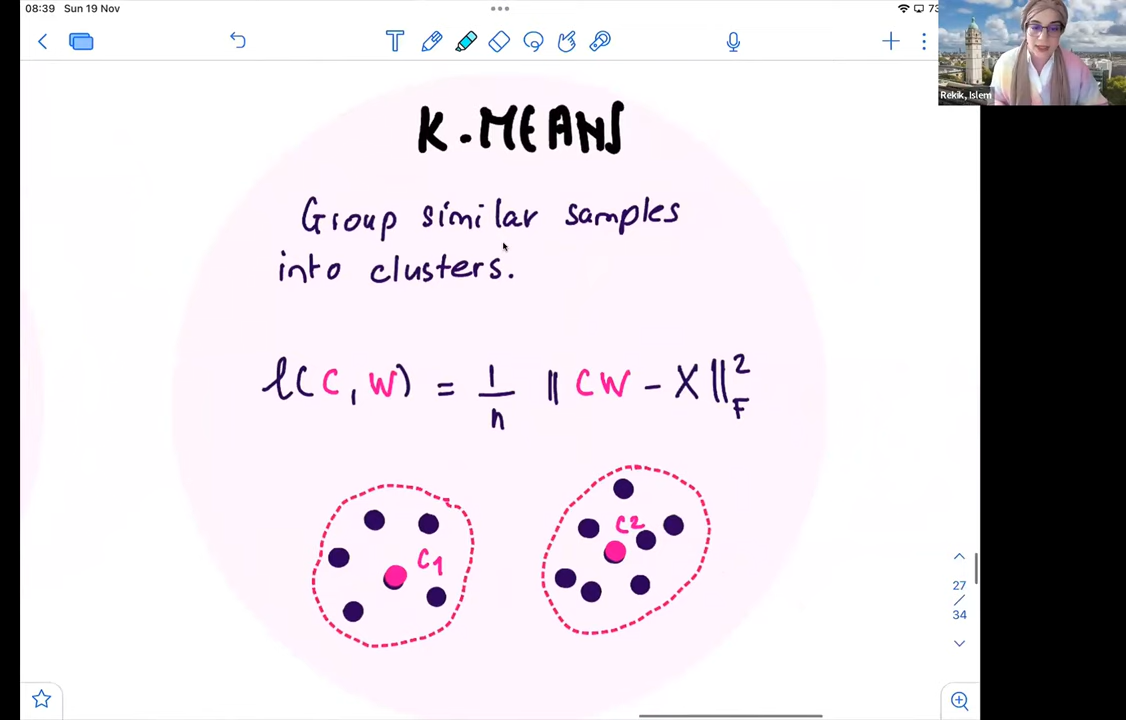 08:39 Sun 19 Nov
73
Rekik, Islem
K-MEANS
Group similar samples
into clusters.
l(C, W) = 1/n ‖ CW - X ‖²_F
C1
C2
27
/
34